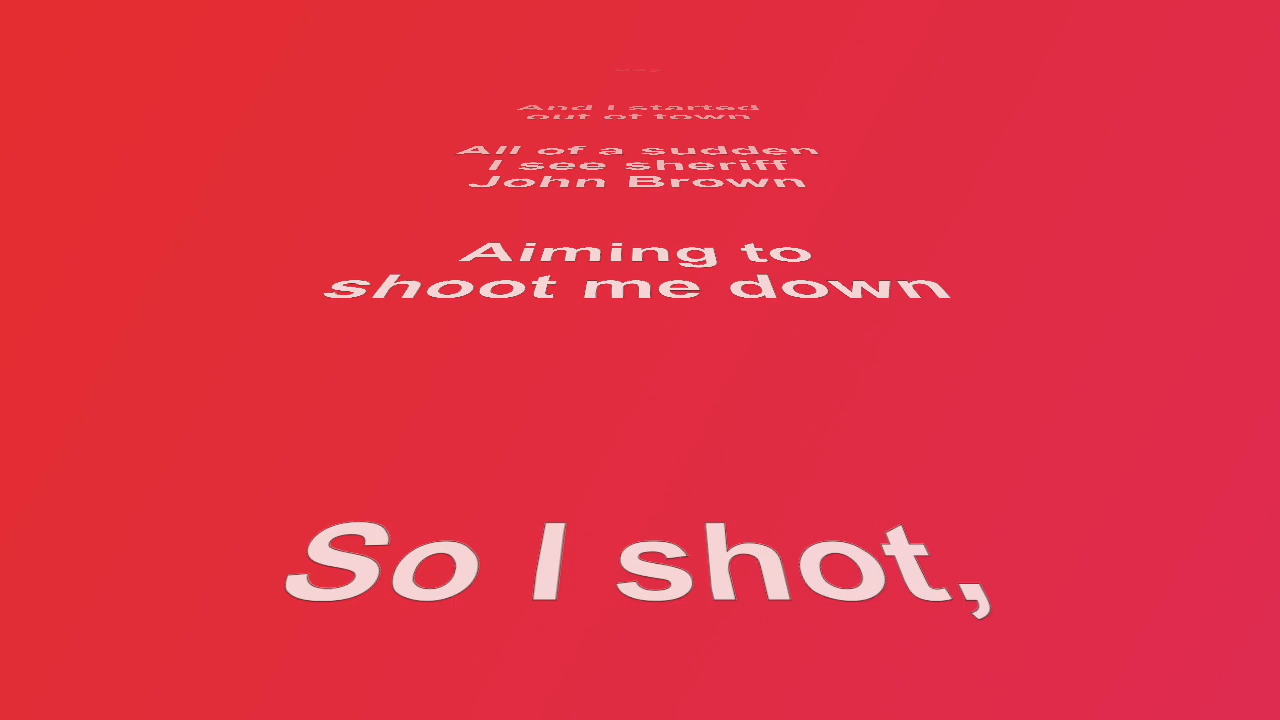 And I started
out of town
All of a sudden
I see sheriff
John Brown
Aiming to
shoot me down
So I shot,